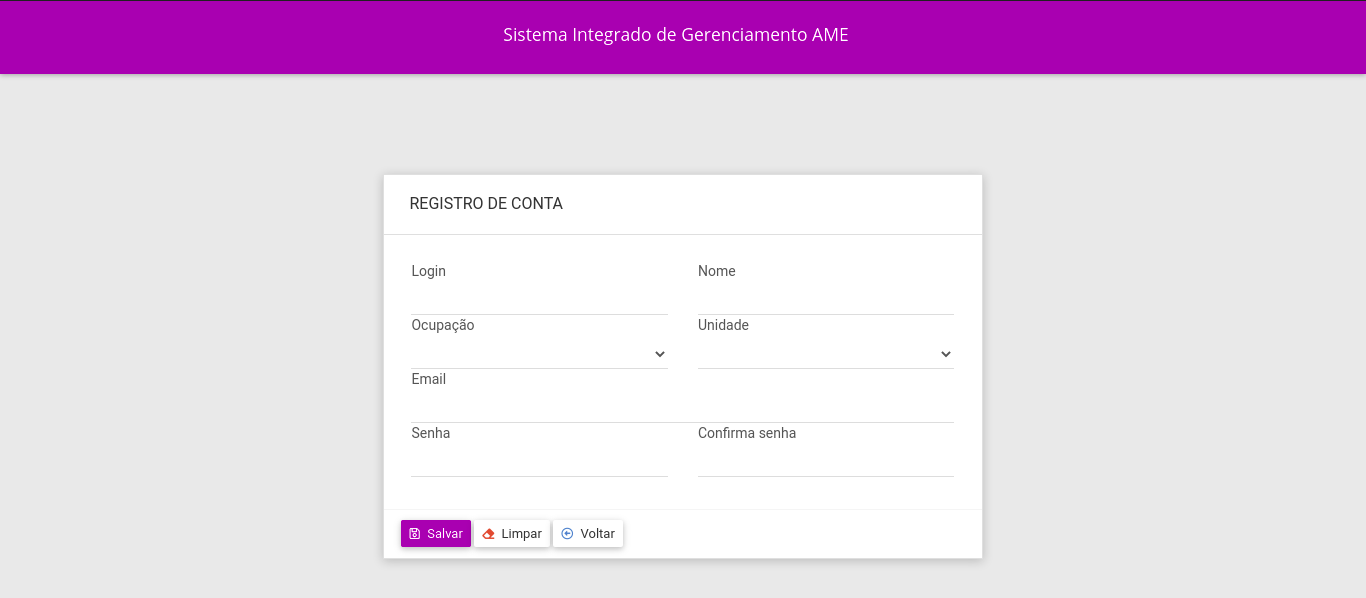 Sistema Integrado de Gerenciamento AME
REGISTRO DE CONTA
Login Nome
Ocupação Unidade
Email
Senha Confirma senha
Salvar Limpar Voltar